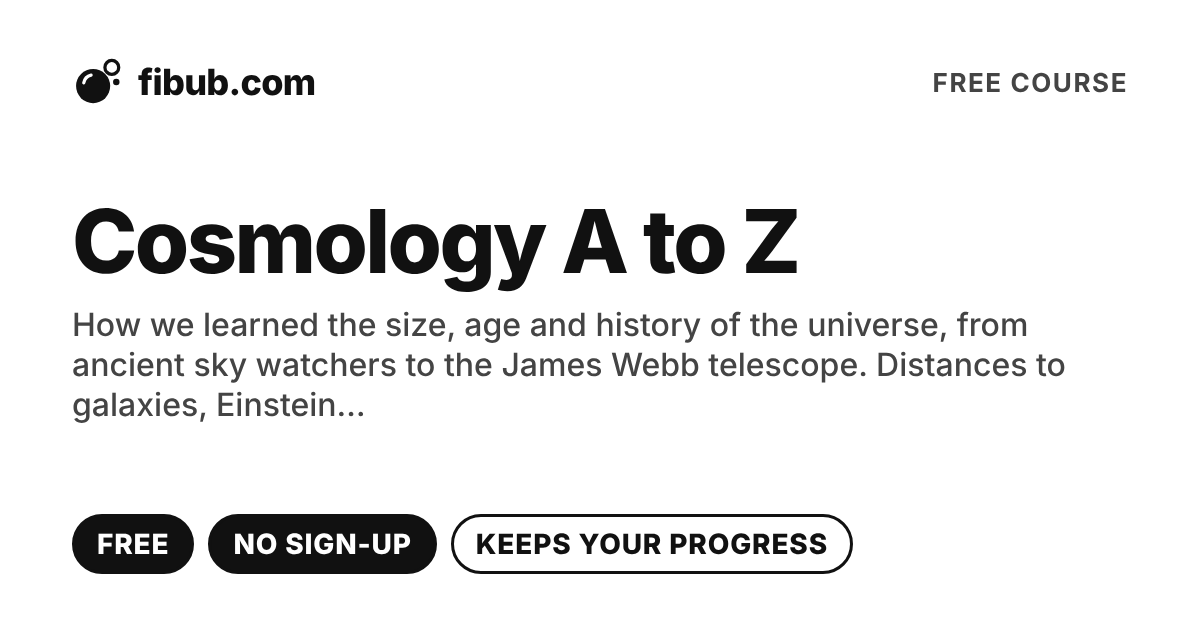 fibub.com
FREE COURSE
Cosmology A to Z
How we learned the size, age and history of the universe, from
ancient sky watchers to the James Webb telescope. Distances to
galaxies, Einstein...
FREE
NO SIGN-UP
KEEPS YOUR PROGRESS